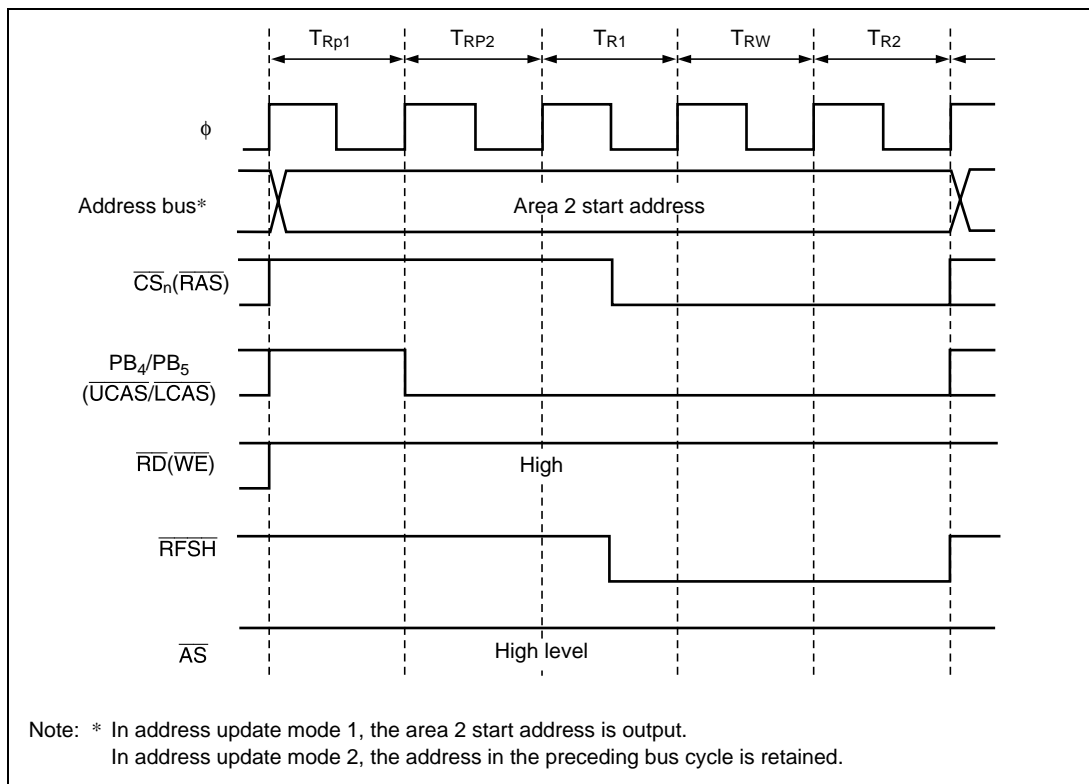 TRp1 TRP2 TR1 TRW TR2
ϕ
Address bus*
Area 2 start address
CSn(RAS)
PB4/PB5
(UCAS/LCAS)
RD(WE)
High
RFSH
AS
High level
Note: * In address update mode 1, the area 2 start address is output.
In address update mode 2, the address in the preceding bus cycle is retained.